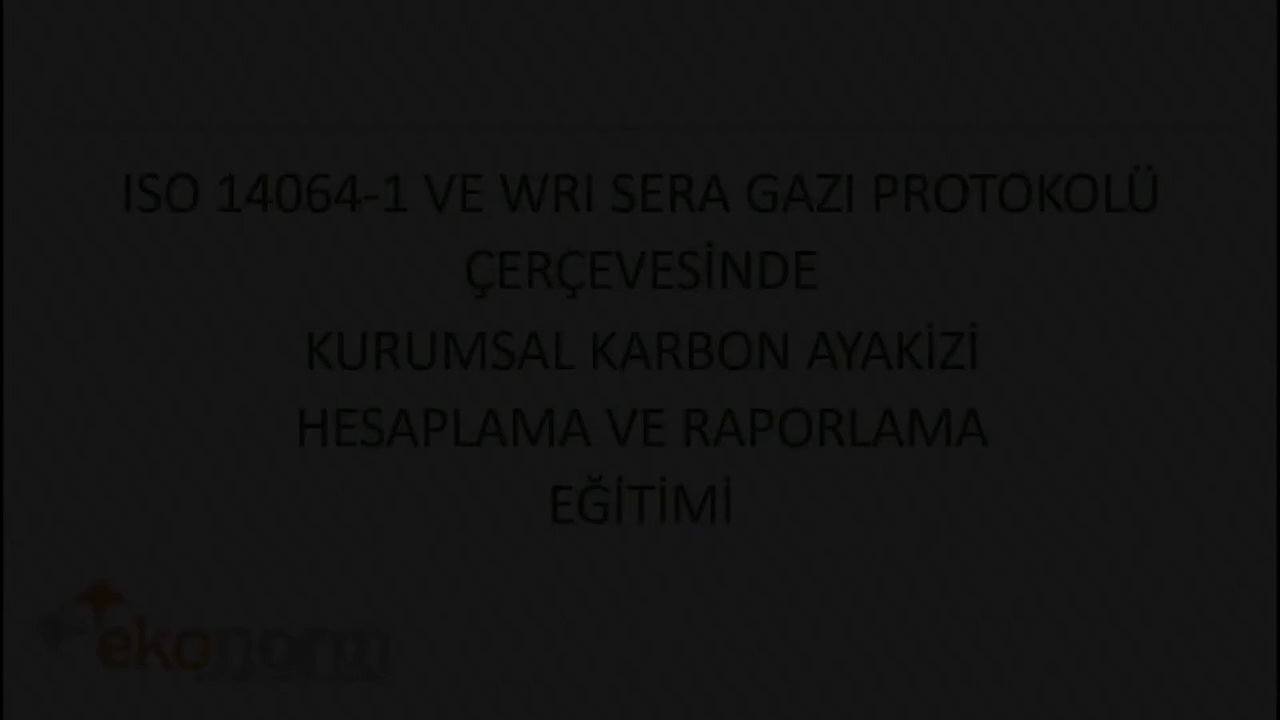 ISO 14064-1 VE WRI SERA GAZI PROTOKOLÜ
ÇERÇEVESİNDE
KURUMSAL KARBON AYAKİZİ
HESAPLAMA VE RAPORLAMA
EĞİTİMİ
ekonorm